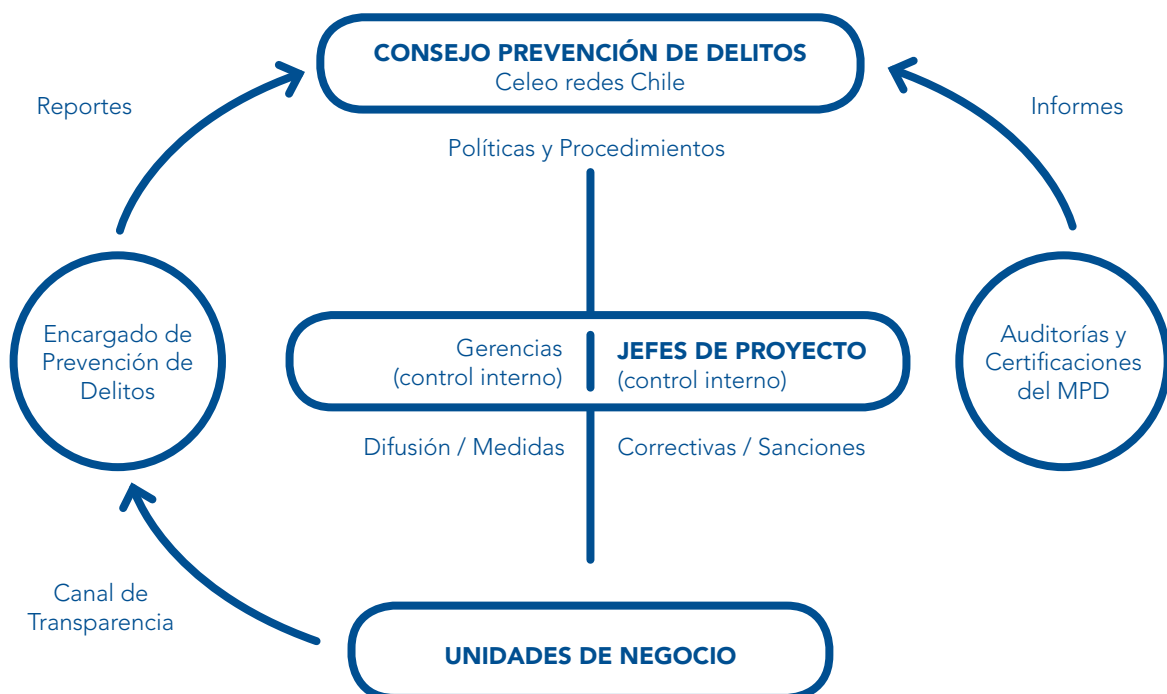 CONSEJO PREVENCIÓN DE DELITOS
Celeo redes Chile
Reportes
Informes
Políticas y Procedimientos
Encargado de
Prevención de
Delitos
Gerencias
(control interno)
JEFES DE PROYECTO
(control interno)
Auditorías y
Certificaciones
del MPD
Difusión / Medidas
Correctivas / Sanciones
Canal de
Transparencia
UNIDADES DE NEGOCIO